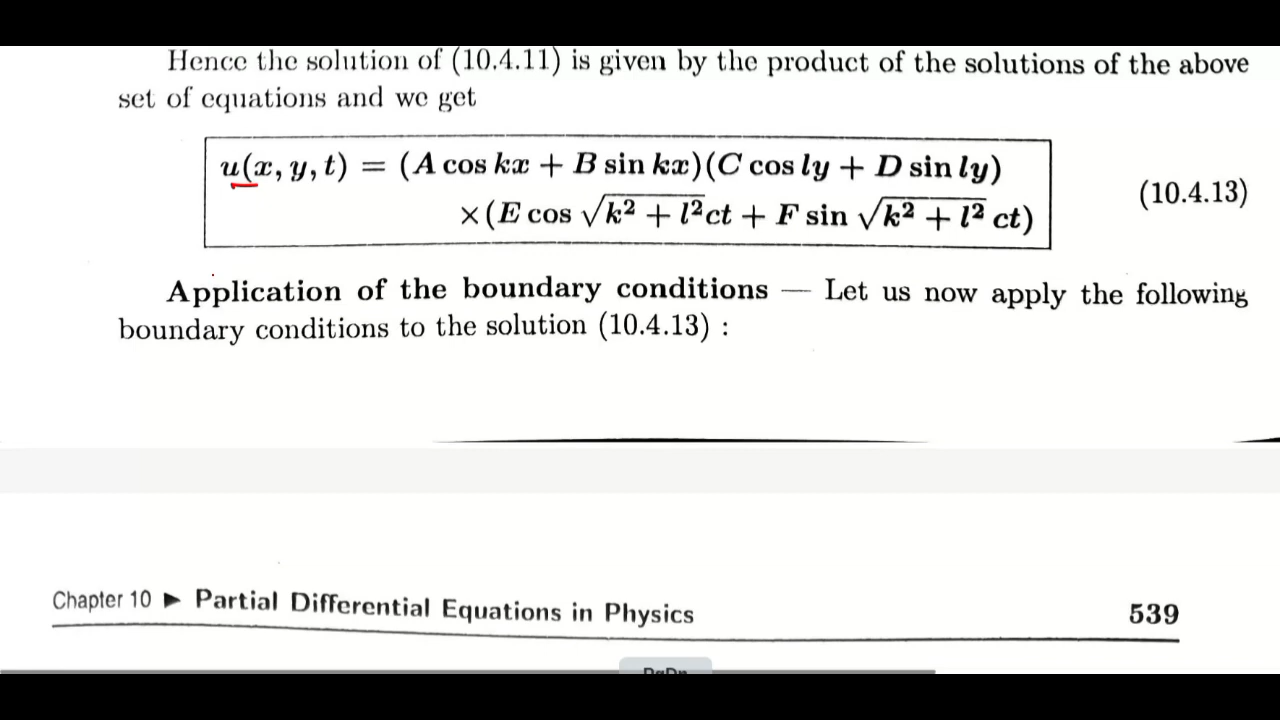 Hence the solution of (10.4.11) is given by the product of the solutions of the above
set of equations and we get
u(x, y, t) = (A cos kx + B sin kx)(C cos ly + D sin ly)
×(E cos √k² + l² ct + F sin √k² + l² ct)
(10.4.13)
Application of the boundary conditions — Let us now apply the following
boundary conditions to the solution (10.4.13) :
Chapter 10 ► Partial Differential Equations in Physics
539